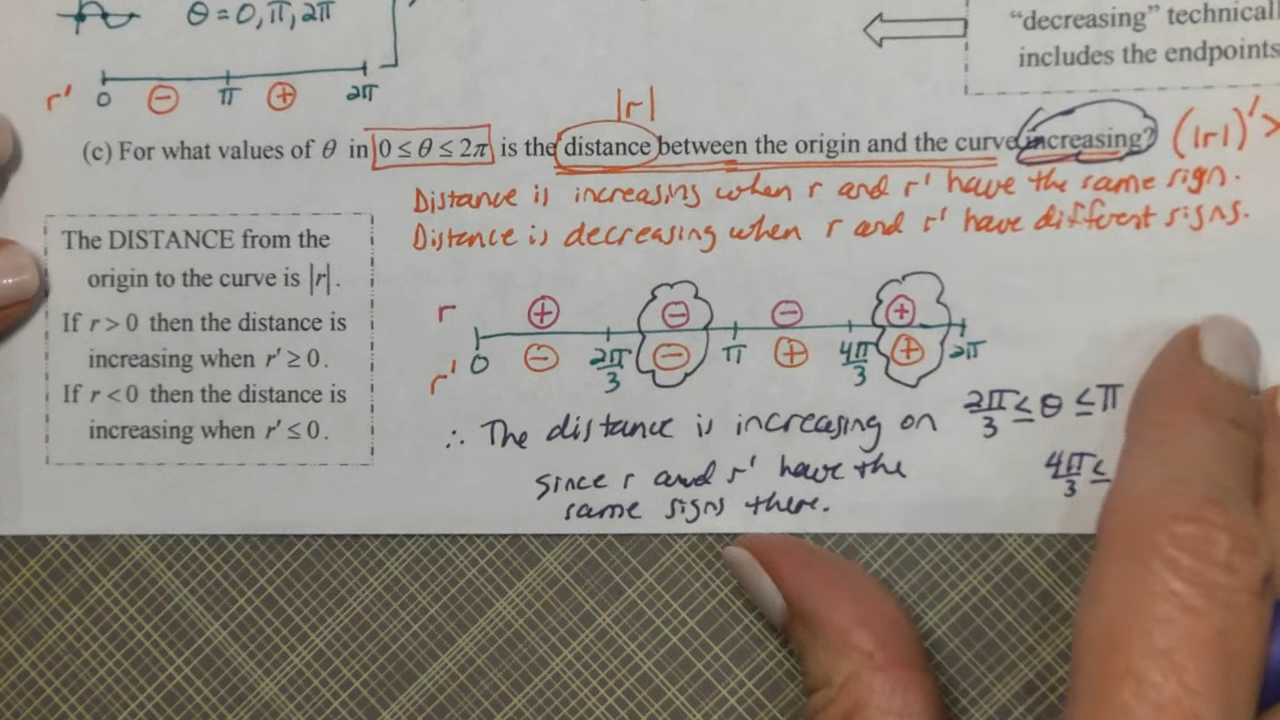 θ = 0, π, 2π
"decreasing" technical
includes the endpoints
r' 0 ⊖ π ⊕ 2π
|r|
(c) For what values of θ in 0 ≤ θ ≤ 2π is the distance between the origin and the curve increasing? (|r|)' >
Distance is increasing when r and r' have the same sign.
Distance is decreasing when r and r' have different signs.
The DISTANCE from the
origin to the curve is |r|.
If r > 0 then the distance is
increasing when r' ≥ 0.
If r < 0 then the distance is
increasing when r' ≤ 0.
r ⊕ ⊖ ⊖ ⊕
r' 0 ⊖ 2π/3 ⊖ π ⊕ 4π/3 ⊕ 2π
∴ The distance is increasing on 2π/3 ≤ θ ≤ π
since r and r' have the 4π/3 ≤
same signs there.